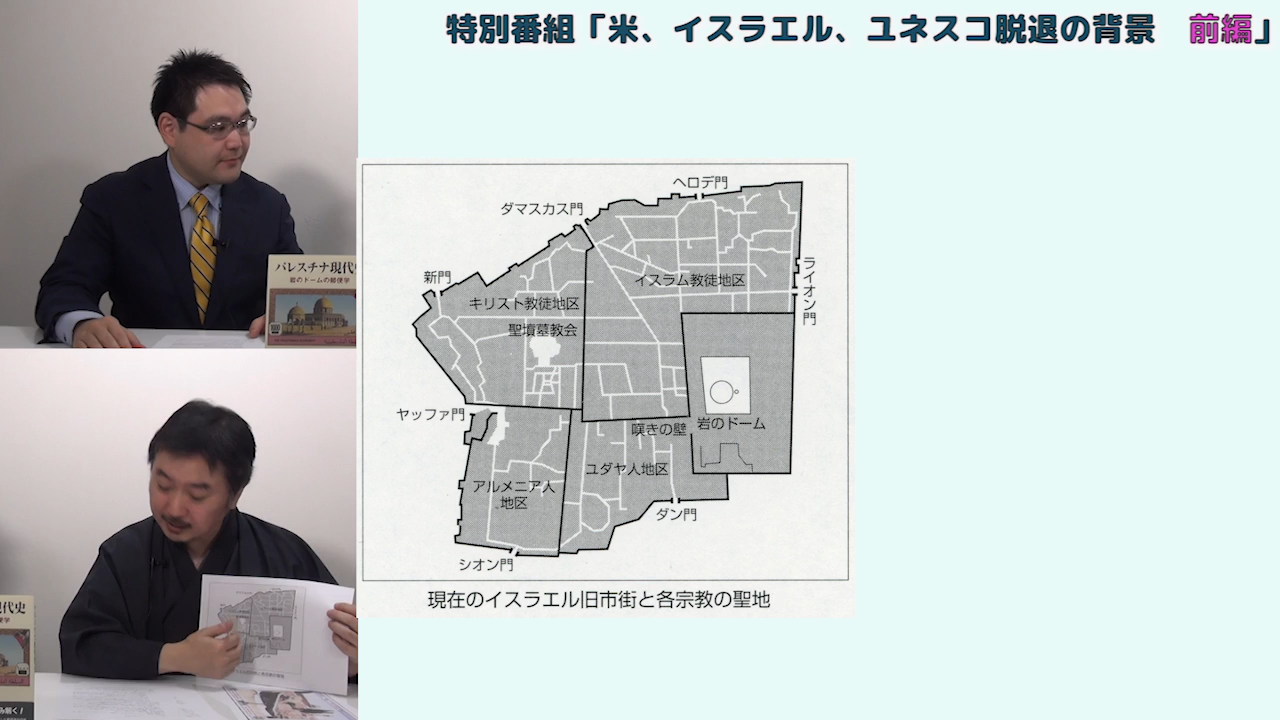 特別番組「米、イスラエル、ユネスコ脱退の背景　前編」
ヘロデ門
ダマスカス門
ライオン門
新門
イスラム教徒地区
キリスト教徒地区
聖墳墓教会
ヤッファ門
嘆きの壁
岩のドーム
ユダヤ人地区
アルメニア人
地区
ダン門
シオン門
現在のイスラエル旧市街と各宗教の聖地
パレスチナ現代
岩のドームの郵便学
現代史
便学
み解く！